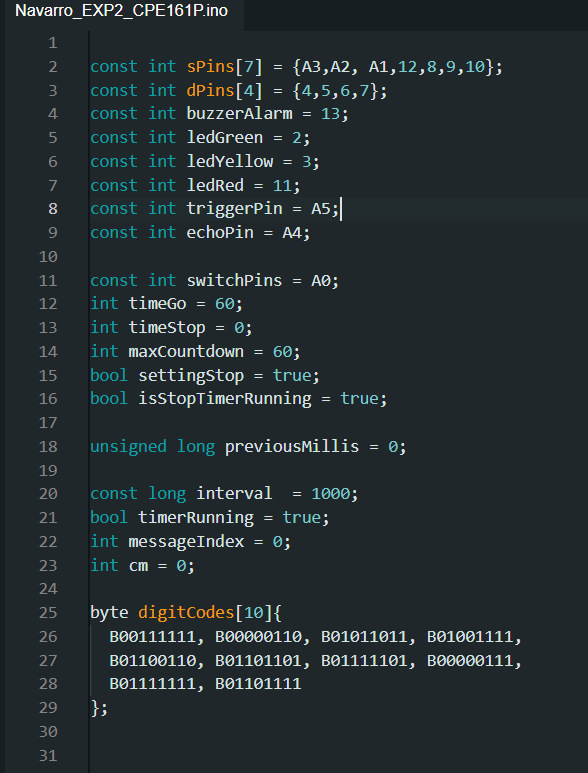 Navarro_EXP2_CPE161P.ino
1
2 const int sPins[7] = {A3,A2, A1,12,8,9,10};
3 const int dPins[4] = {4,5,6,7};
4 const int buzzerAlarm = 13;
5 const int ledGreen = 2;
6 const int ledYellow = 3;
7 const int ledRed = 11;
8 const int triggerPin = A5;
9 const int echoPin = A4;
10
11 const int switchPins = A0;
12 int timeGo = 60;
13 int timeStop = 0;
14 int maxCountdown = 60;
15 bool settingStop = true;
16 bool isStopTimerRunning = true;
17
18 unsigned long previousMillis = 0;
19
20 const long interval  = 1000;
21 bool timerRunning = true;
22 int messageIndex = 0;
23 int cm = 0;
24
25 byte digitCodes[10]{
26   B00111111, B00000110, B01011011, B01001111,
27   B01100110, B01101101, B01111101, B00000111,
28   B01111111, B01101111
29 };
30
31